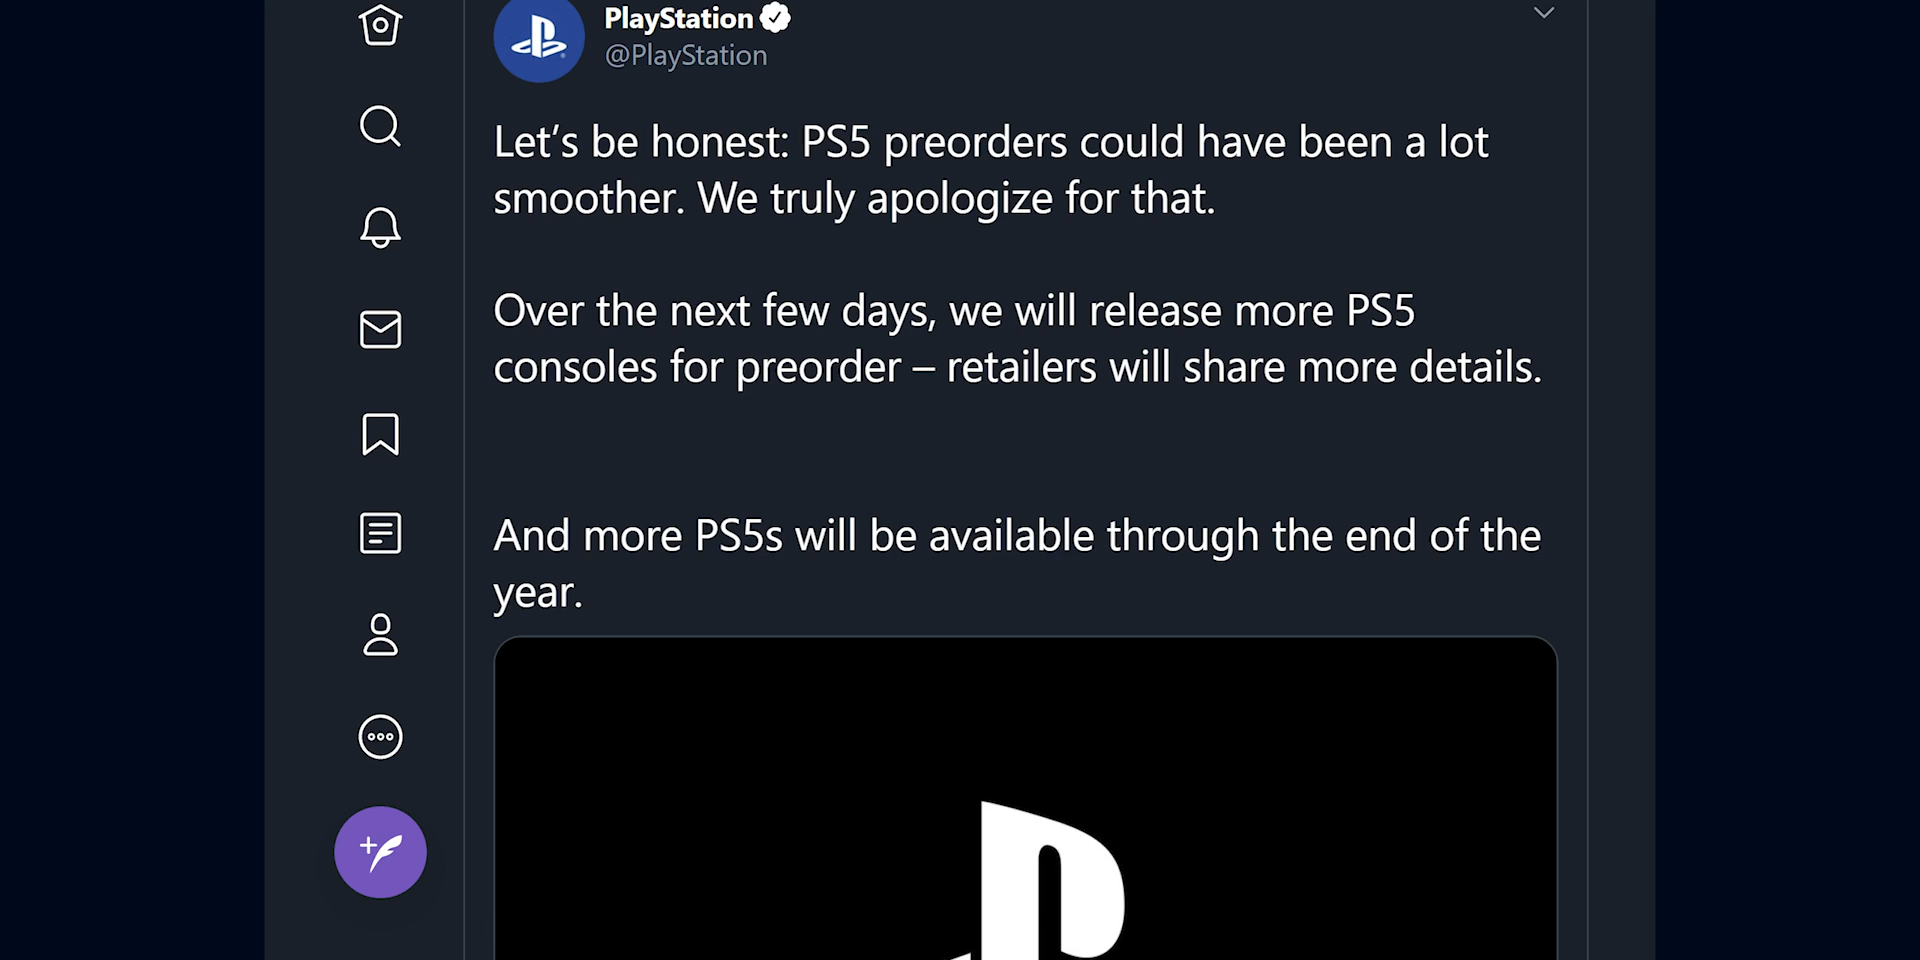 PlayStation
@PlayStation
Let’s be honest: PS5 preorders could have been a lot
smoother. We truly apologize for that.
Over the next few days, we will release more PS5
consoles for preorder – retailers will share more details.
And more PS5s will be available through the end of the
year.